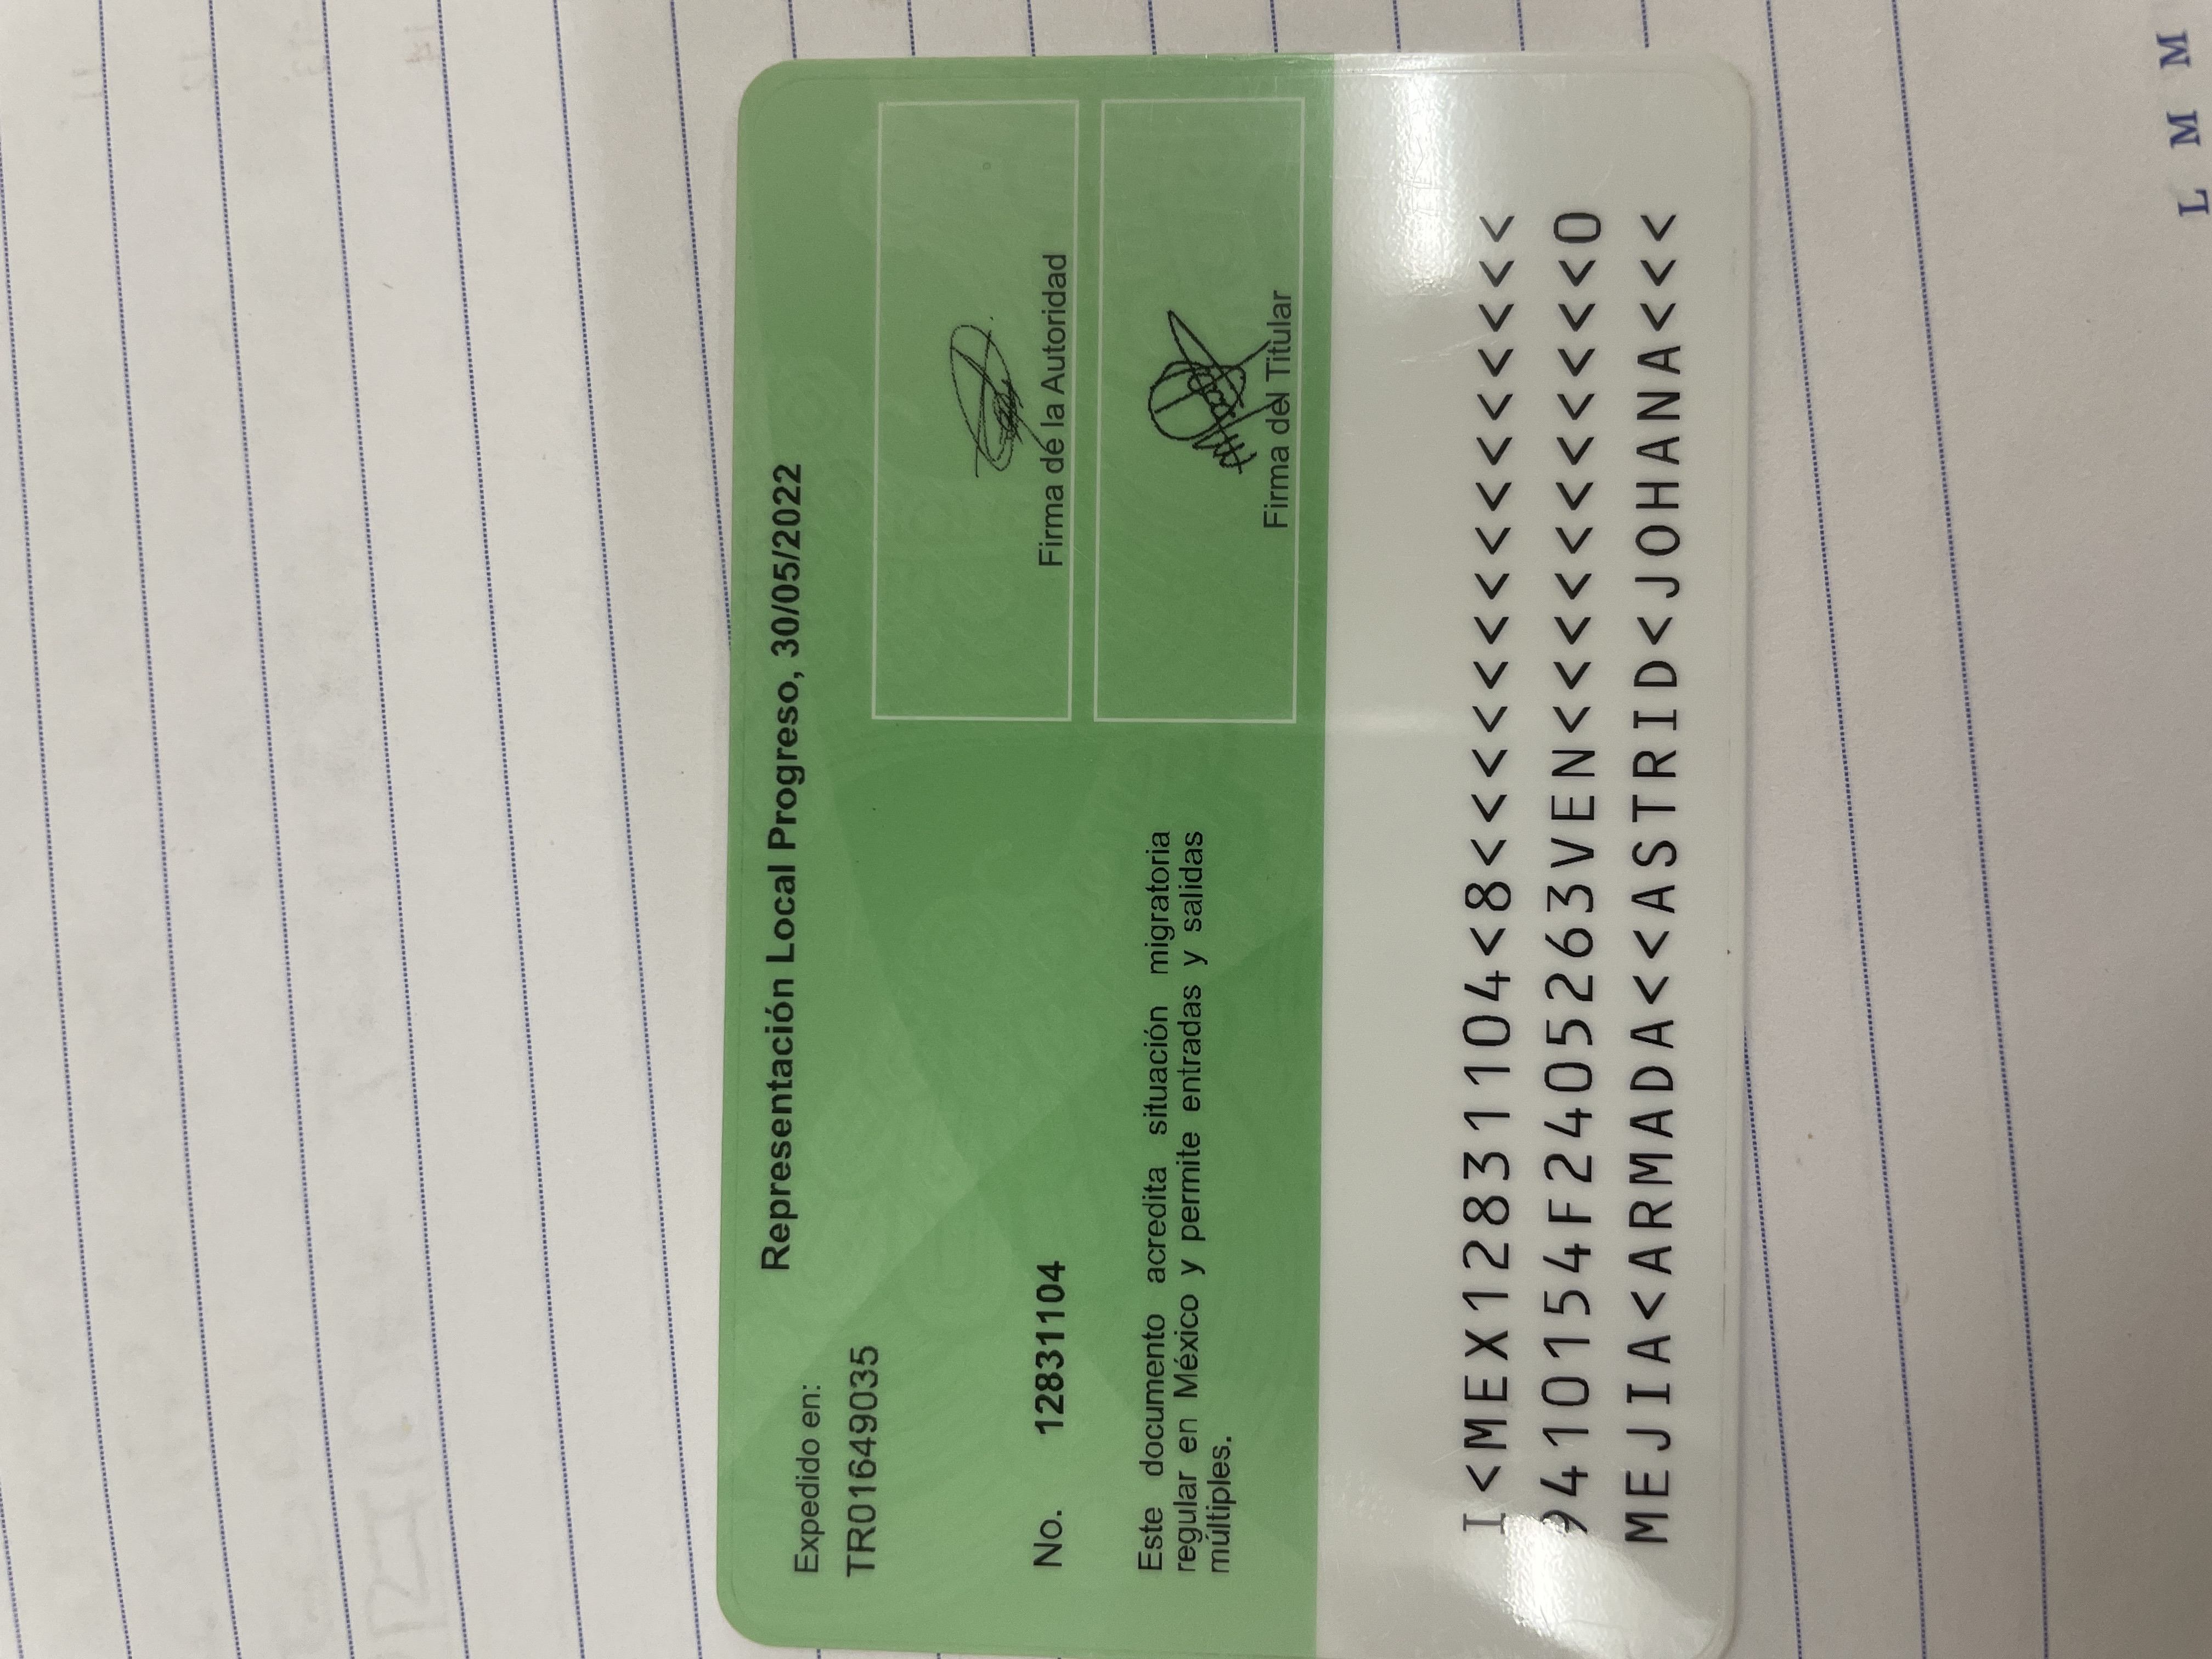 Expedido en: Representación Local Progreso, 30/05/2022
TR01649035
No. 12831104
Firma de la Autoridad
Este documento acredita situación migratoria
regular en México y permite entradas y salidas
múltiples.
Firma del Titular
I<MEX12831104<8<<<<<<<<<<<<<<<
9410154F2405263VEN<<<<<<<<<<<0
MEJIA<ARMADA<<ASTRID<JOHANA<<<
L M M